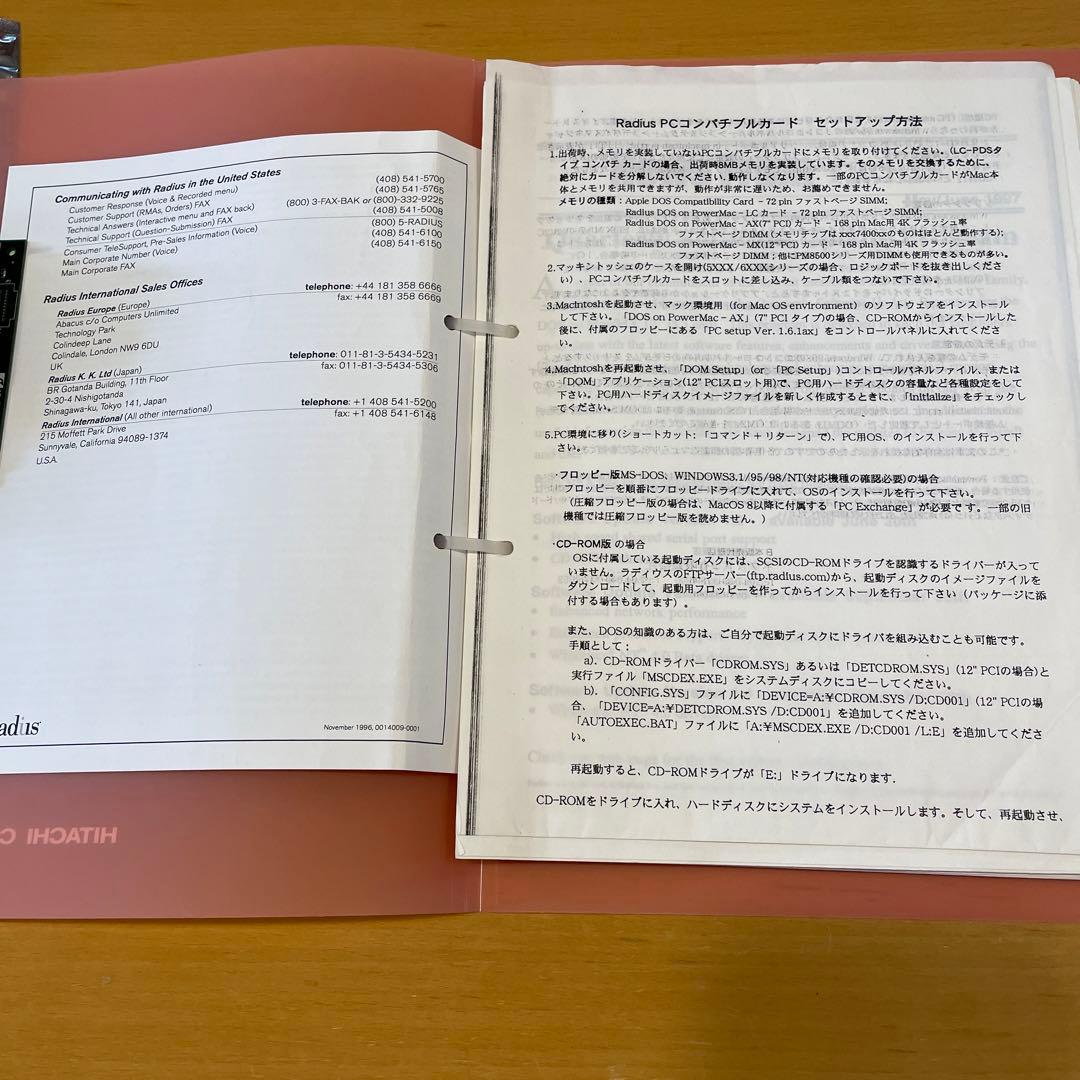 Communicating with Radius in the United States
Customer Response (Voice & Recorded menu) (408) 541-5700
Customer Support (RMAs, Orders) FAX (408) 541-5765
Technical Answers (Interactive menu and FAX back) (800) 3-FAX-BAK or (800)-332-9225
Technical Support (Question-Submission) FAX (408) 541-5008
Consumer TeleSupport, Pre-Sales Information (Voice) (800) 5-RADIUS
Main Corporate Number (Voice) (408) 541-6100
Main Corporate FAX (408) 541-6150
Radius International Sales Offices
Radius Europe (Europe) telephone: +44 181 358 6666
Abacus c/o Computers Unlimited fax: +44 181 358 6669
Technology Park
Colindeep Lane
Colindale, London NW9 6DU
UK
Radius K. K. Ltd (Japan) telephone: 011-81-3-5434-5231
BR Gotanda Building, 11th Floor fax: 011-81-3-5434-5306
2-30-4 Nishigotanda
Shinagawa-ku, Tokyo 141, Japan
Radius International (All other international) telephone: +1 408 541-5200
215 Moffett Park Drive fax: +1 408 541-6148
Sunnyvale, California 94089-1374
U.S.A.
adius
November 1996, 0014009-0001
HITACHI
Radius PCコンパチブルカード セットアップ方法
1.出荷時、メモリを実装していないPCコンパチブルカードにメモリを取り付けてください。(LC-PDSタ
イプ コンパチ カードの場合、出荷時8MBメモリを実装しています。そのメモリを交換するために、
絶対にカードを分解しないでください. 動作しなくなります。一部のPCコンパチブルカードがMac本
体とメモリを共用できますが、動作が非常に遅いため、お薦めできません。
メモリの種類：Apple DOS Compatibility Card - 72 pin ファストページ SIMM;
Radius DOS on PowerMac - LC カード - 72 pin ファストページ SIMM;
Radius DOS on PowerMac - AX(7" PCI) カード - 168 pin Mac用 4K フラッシュ率
ファストページ DIMM (メモリチップは xxx7400xxのものはほとんど動作する);
Radius DOS on PowerMac - MX(12" PCI) カード - 168 pin Mac用 4K フラッシュ率
ファストページ DIMM；他にPM8500シリーズ用DIMMも使用できるものが多い。
2.マッキントッシュのケースを開け(5XXX/6XXXシリーズの場合、ロジックボードを抜き出しくださ
い）、PCコンパチブルカードをスロットに差し込み、ケーブル類をつないで下さい。
3.MacIntoshを起動させ、マック環境用（for Mac OS environment）のソフトウェアをインストール
して下さい。「DOS on PowerMac - AX」(7" PCI タイプ)の場合、CD-ROMからインストールした
後に、付属のフロッピーにある「PC setup Ver. 1.6.1ax」をコントロールパネルに入れてくださ
い。
4.MacIntoshを再起動させ、「DOM Setup」(or 「PC Setup」)コントロールパネルファイル、または
「DOM」アプリケーション(12" PCIスロット用)で、PC用ハードディスクの容量など各種設定をして
下さい。PC用ハードディスクイメージファイルを新しく作成するときに、「Initialize」をチェックし
てください。
5.PC環境に移り(ショートカット：「コマンド + リターン」で)、PC用OS、のインストールを行って下
さい。
・フロッピー版MS-DOS、WINDOWS3.1/95/98/NT(対応機種の確認必要)の場合
フロッピーを順番にフロッピードライブに入れて、OSのインストールを行って下さい。
（圧縮フロッピー版の場合は、MacOS 8以降に付属する「PC Exchange」が必要です。一部の旧
機種では圧縮フロッピー版を読めません。）
・CD-ROM版 の場合
OSに付属している起動ディスクには、SCSIのCD-ROMドライブを認識するドライバーが入って
いません。ラディウスのFTPサーバー(ftp.radius.com)から、起動ディスクのイメージファイルを
ダウンロードして、起動用フロッピーを作ってからインストールを行って下さい（パッケージに添
付する場合もあります）。
また、DOSの知識のある方は、ご自分で起動ディスクにドライバを組み込むことも可能です。
手順として：
a). CD-ROMドライバー「CDROM.SYS」あるいは「DETCDROM.SYS」(12" PCIの場合)と
実行ファイル「MSCDEX.EXE」をシステムディスクにコピーしてください。
b). 「CONFIG.SYS」ファイルに「DEVICE=A:¥CDROM.SYS /D:CD001」(12" PCIの場
合、「DEVICE=A:¥DETCDROM.SYS /D:CD001」を追加してください。
「AUTOEXEC.BAT」ファイルに「A:¥MSCDEX.EXE /D:CD001 /L:E」を追加してくださ
い。
再起動すると、CD-ROMドライブが「E:」ドライブになります.
CD-ROMをドライブに入れ、ハードディスクにシステムをインストールします。そして、再起動させ、